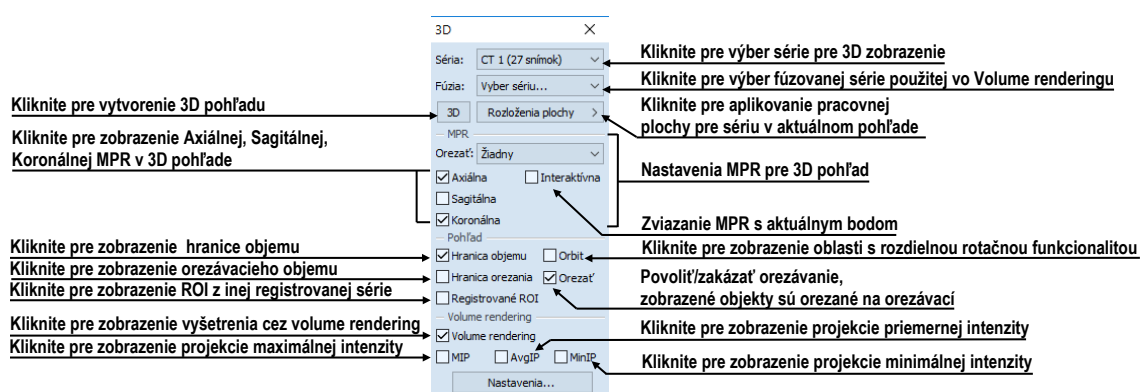 3D
Séria: CT 1 (27 snímok)
Kliknite pre výber série pre 3D zobrazenie
Fúzia: Vyber sériu...
Kliknite pre výber fúzovanej série použitej vo Volume renderingu
Kliknite pre vytvorenie 3D pohľadu
3D Rozloženia plochy
Kliknite pre aplikovanie pracovnej
plochy pre sériu v aktuálnom pohľade
Kliknite pre zobrazenie Axiálnej, Sagitálnej,
Koronálnej MPR v 3D pohľade
MPR
Orezať: Žiadny
Axiálna Interaktívna
Sagitálna
Koronálna
Nastavenia MPR pre 3D pohľad
Zviazanie MPR s aktuálnym bodom
Pohľad
Kliknite pre zobrazenie hranice objemu
Hranica objemu Orbit
Kliknite pre zobrazenie oblasti s rozdielnou rotačnou funkcionalitou
Kliknite pre zobrazenie orezávacieho objemu
Hranica orezania Orezať
Povoliť/zakázať orezávanie,
zobrazené objekty sú orezané na orezávací
Kliknite pre zobrazenie ROI z inej registrovanej série
Registrované ROI
Volume rendering
Kliknite pre zobrazenie vyšetrenia cez volume rendering
Volume rendering
Kliknite pre zobrazenie projekcie priemernej intenzity
Kliknite pre zobrazenie projekcie maximálnej intenzity
MIP AvgIP MinIP
Kliknite pre zobrazenie projekcie minimálnej intenzity
Nastavenia...